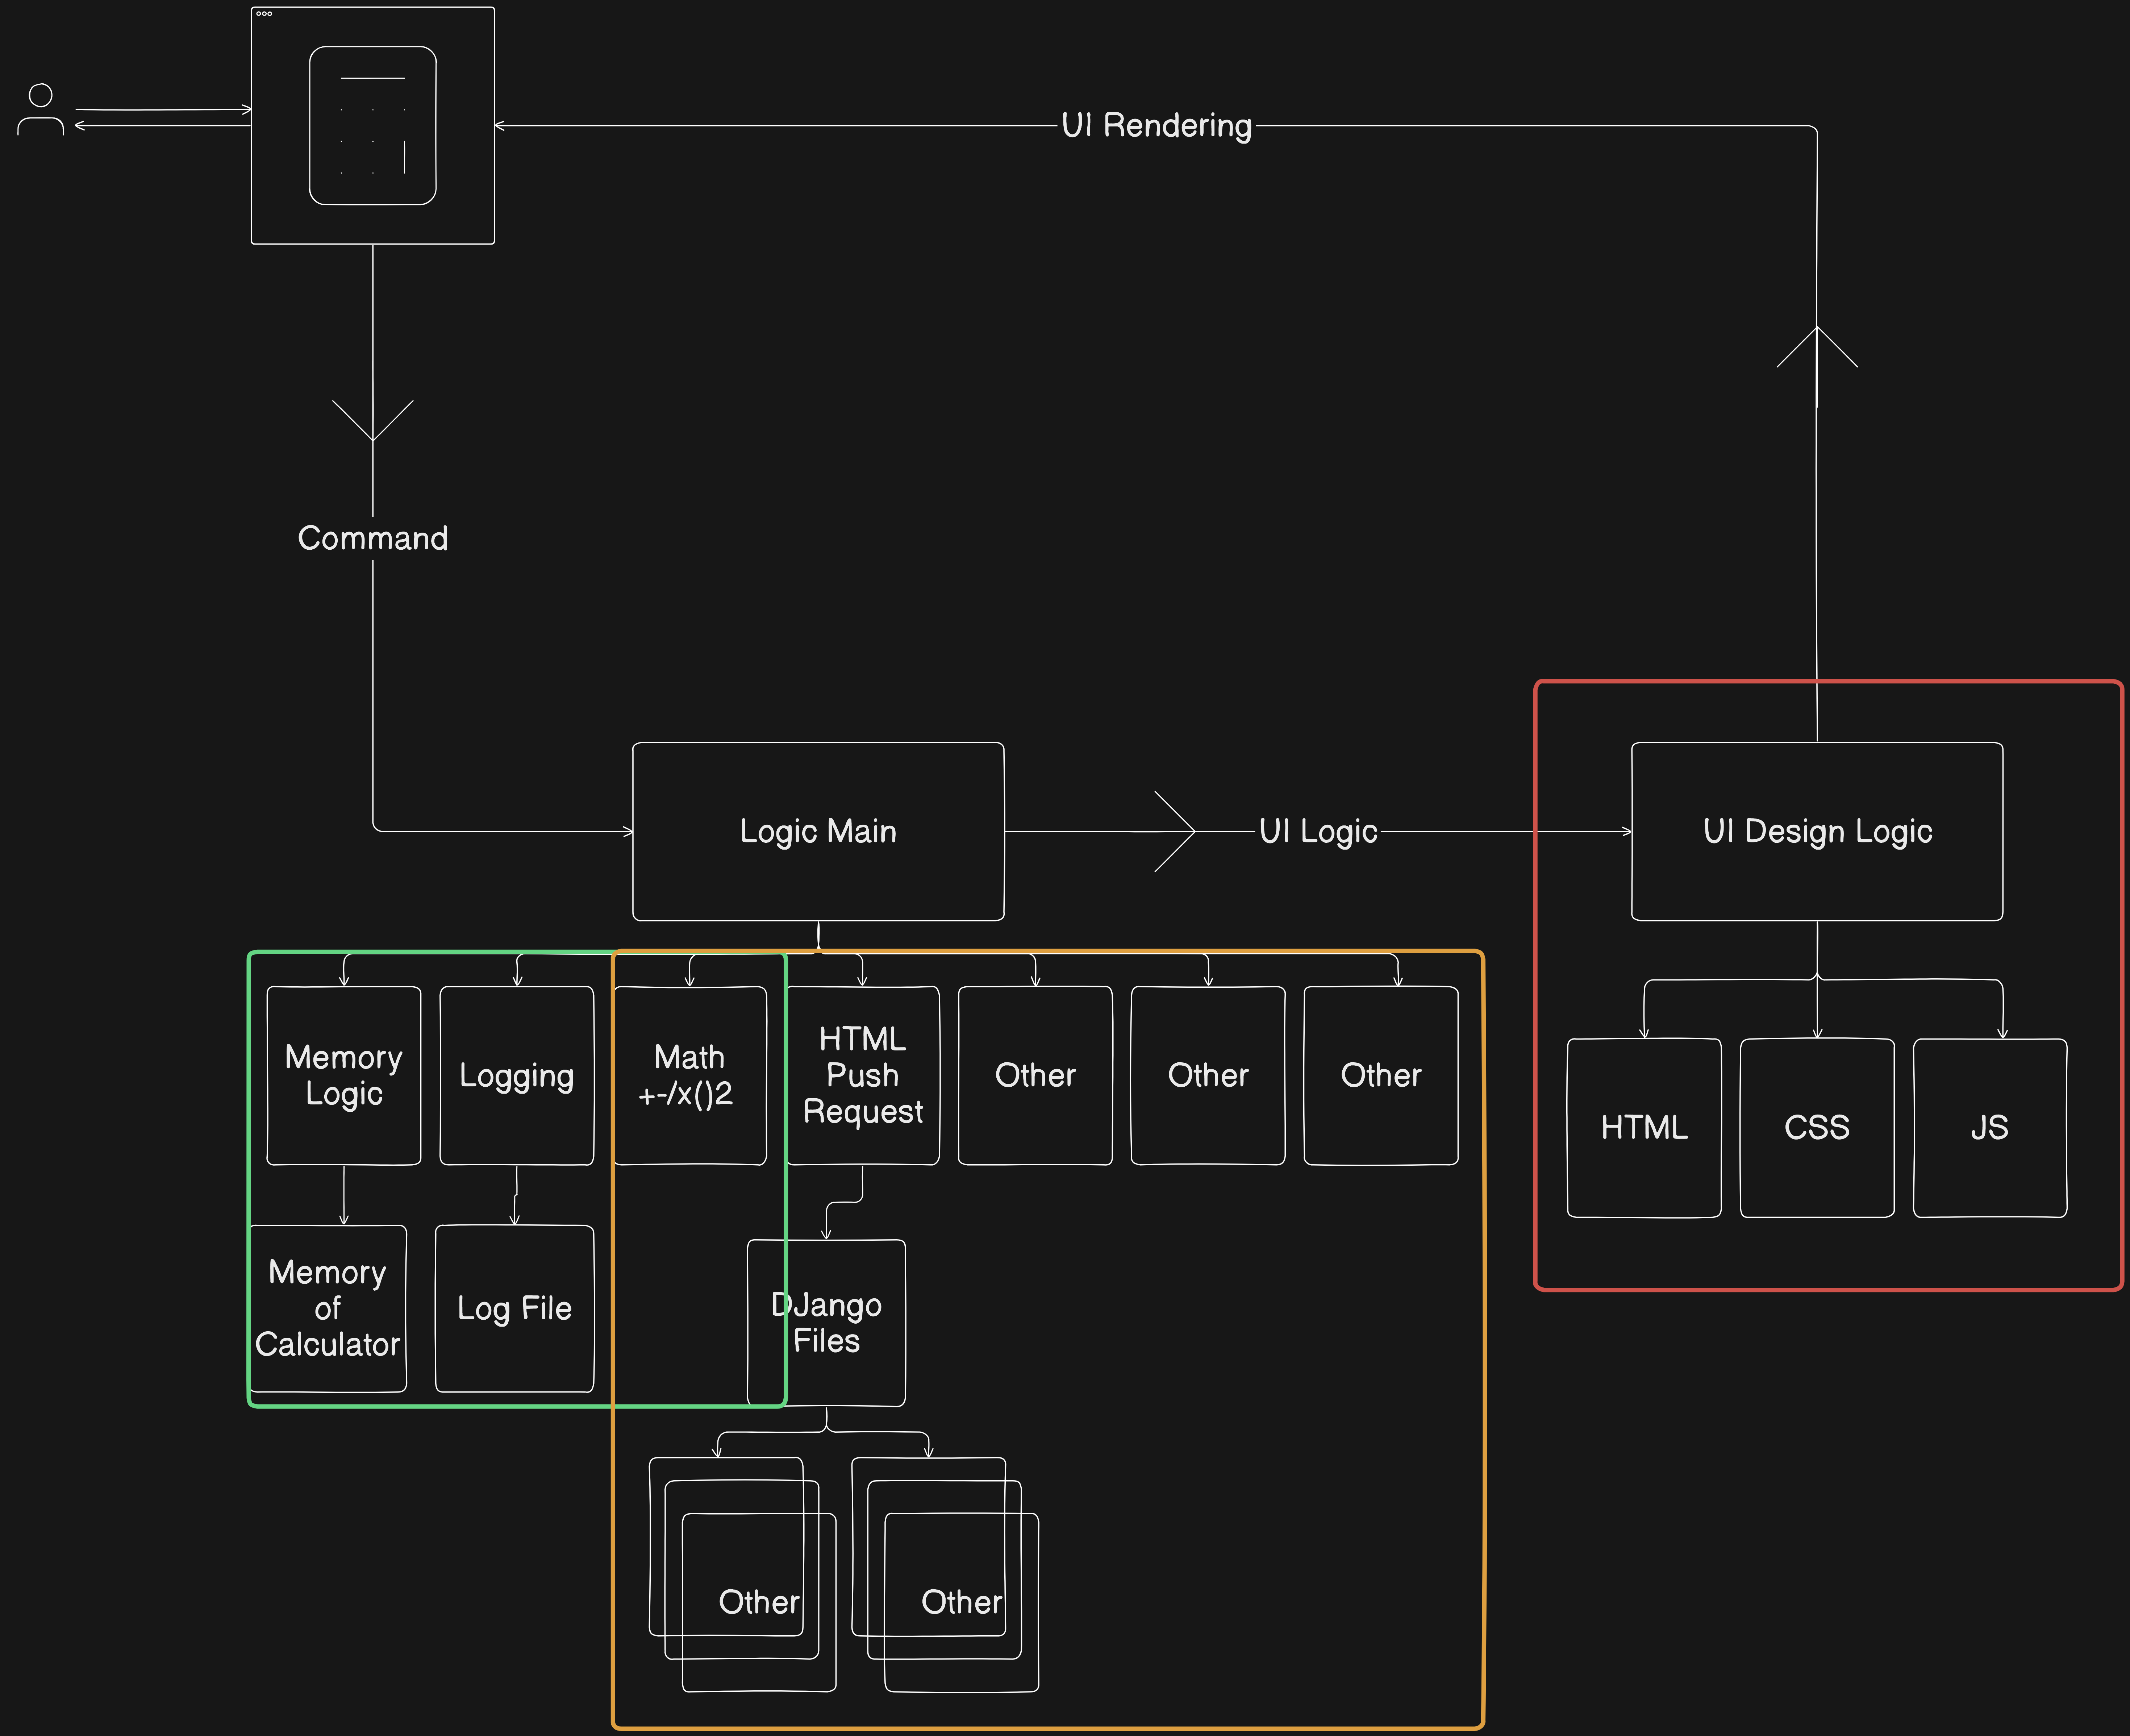 UI Rendering
Command
Logic Main
UI Logic
UI Design Logic
Memory
Logic
Logging
Math
+-/x()2
HTML
Push
Request
Other
Other
Other
HTML
CSS
JS
Memory
of
Calculator
Log File
DJango
Files
Other
Other